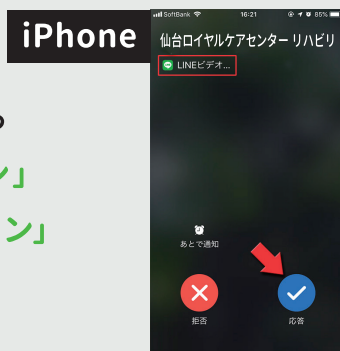 iPhone
SoftBank
16:21
85%
仙台ロイヤルケアセンター リハビリ
LINEビデオ...
ン」
ン」
あとで通知
拒否
応答